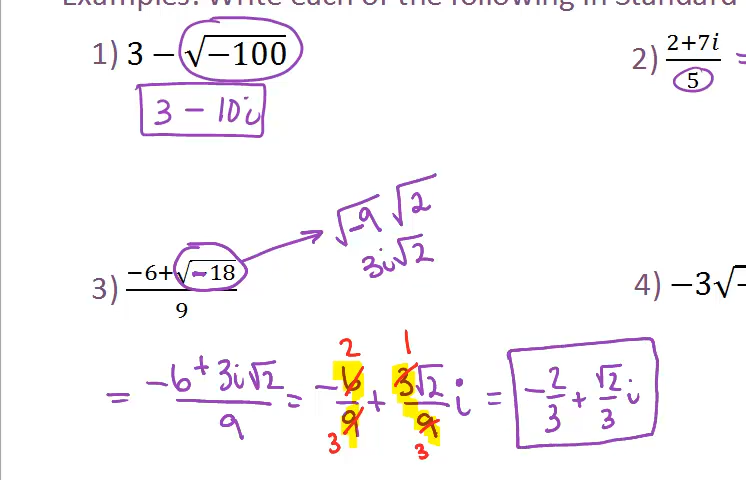 Examples: Write each of the following in Standard
1) 3 − √−100
2) (2+7i)/5 =
3 − 10i
√−9 √2
3i√2
3) (−6+√−18)/9
4) −3√−
2 1
= (−6+3i√2)/9 = −6/9 + 3√2/9 i = −2/3 + √2/3 i
3 3